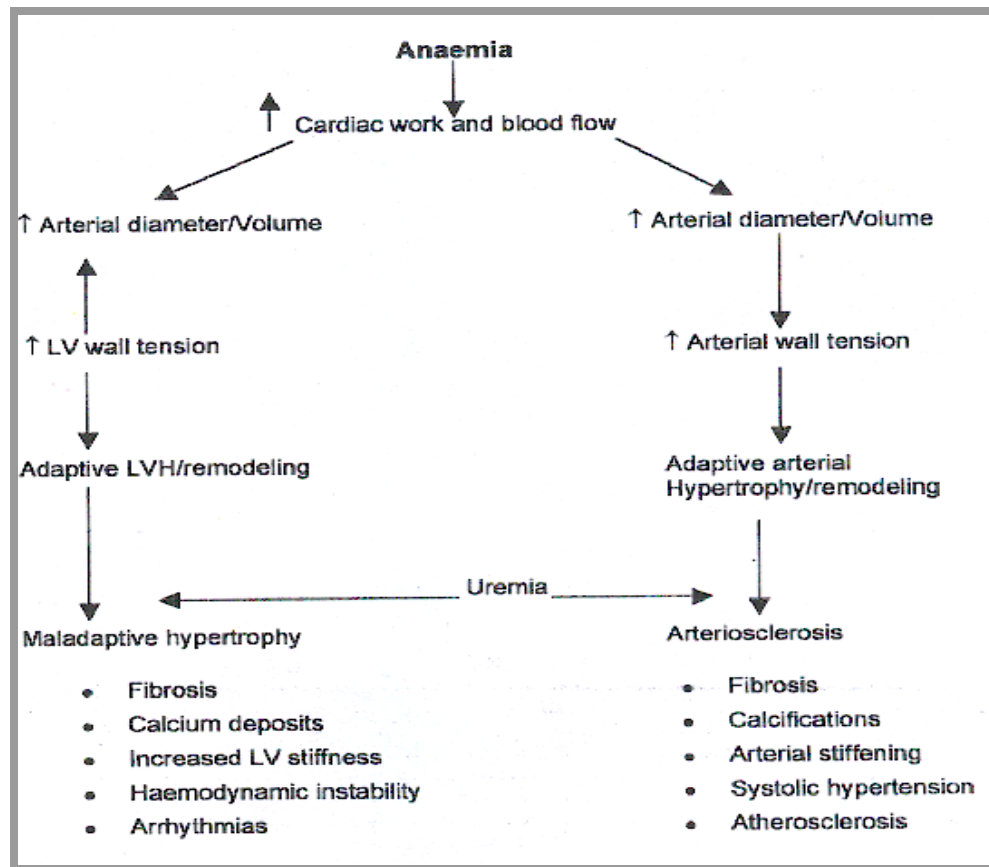 Anaemia
↑ Cardiac work and blood flow
↑ Arterial diameter/Volume
↑ LV wall tension
Adaptive LVH/remodeling
Maladaptive hypertrophy
• Fibrosis
• Calcium deposits
• Increased LV stiffness
• Haemodynamic instability
• Arrhythmias
Uremia
↑ Arterial diameter/Volume
↑ Arterial wall tension
Adaptive arterial
Hypertrophy/remodeling
Arteriosclerosis
• Fibrosis
• Calcifications
• Arterial stiffening
• Systolic hypertension
• Atherosclerosis